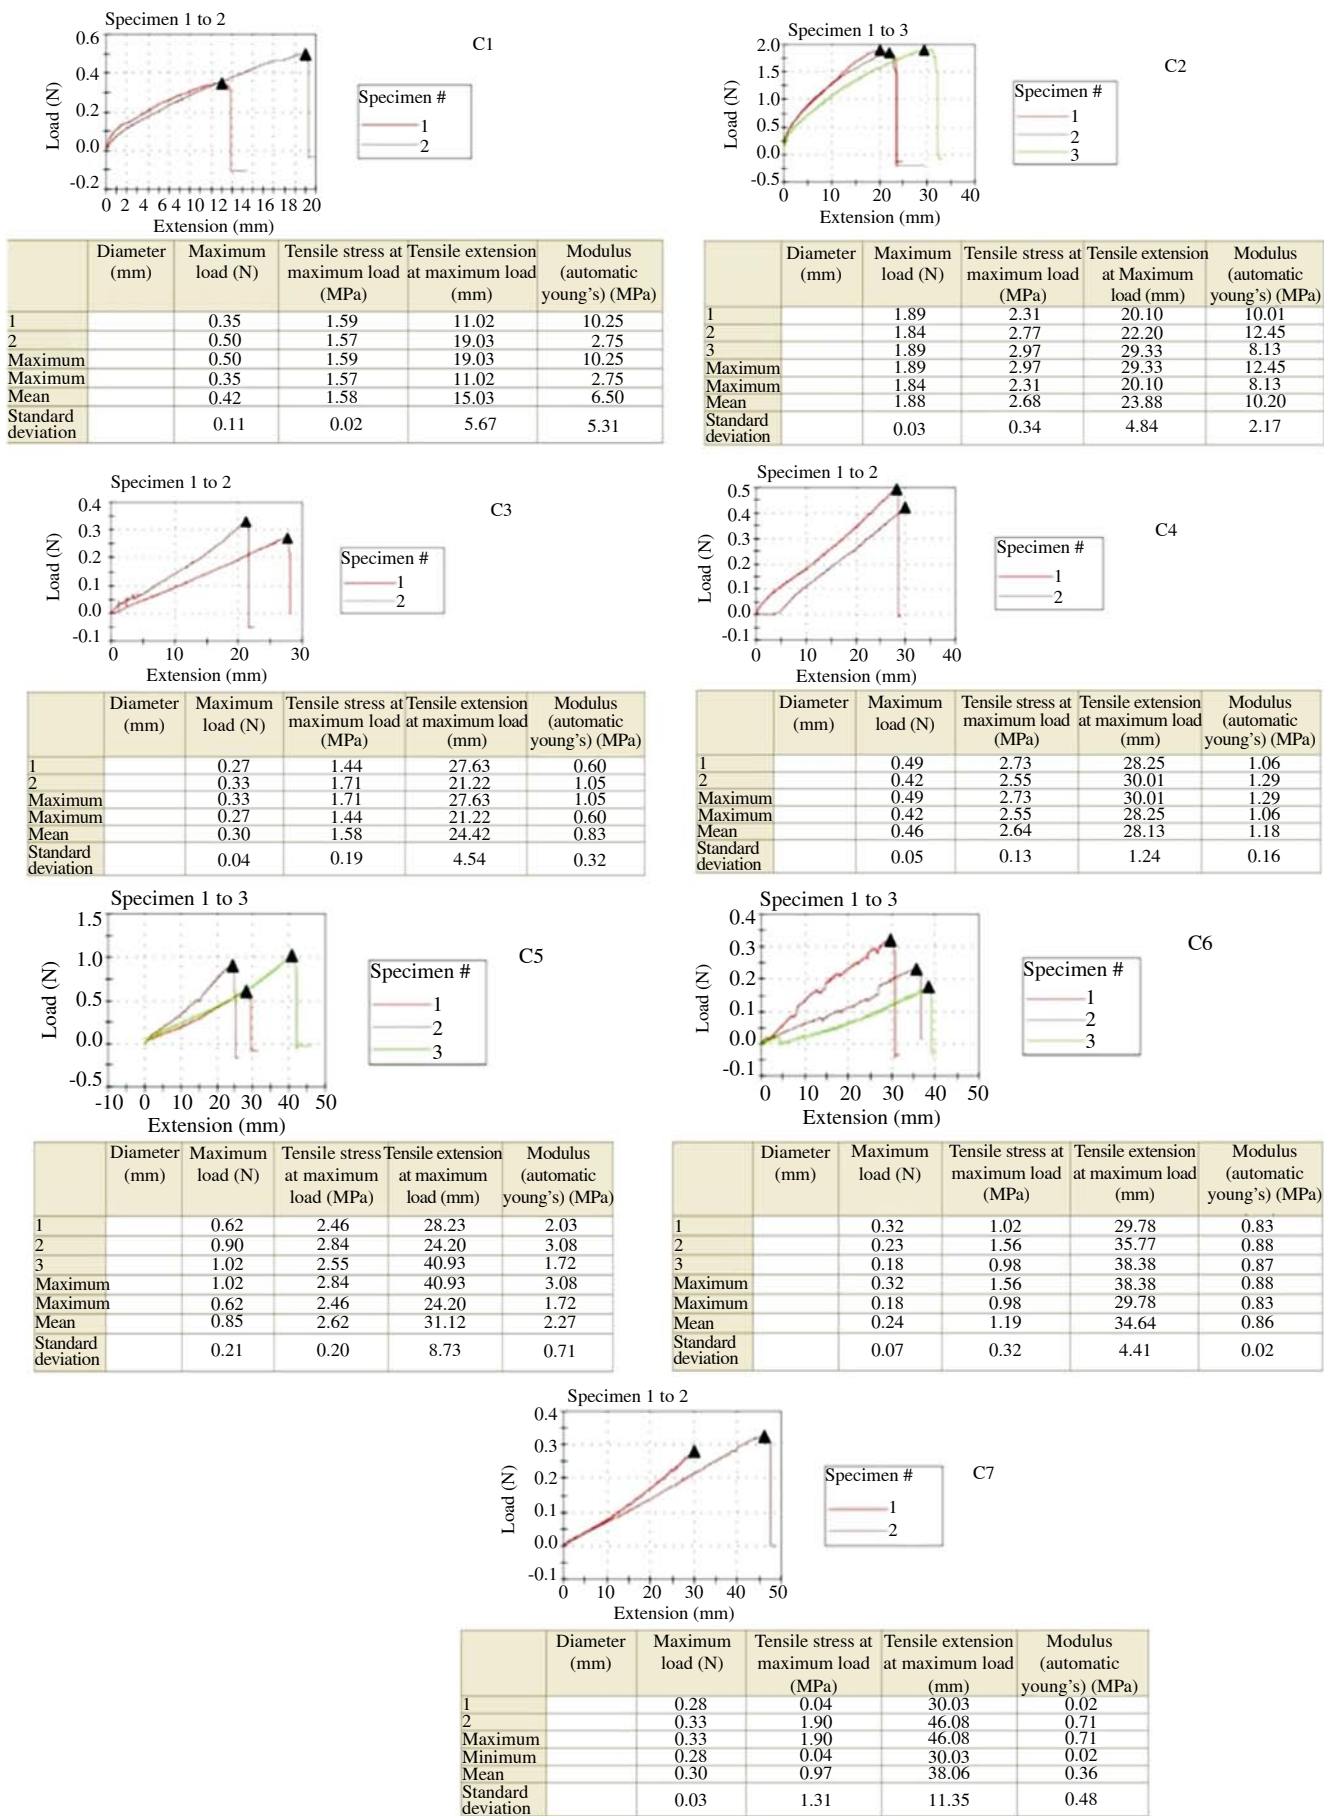 Specimen 1 to 2
C1
0.6
0.4
0.2
0.0
-0.2
Load (N)
0 2 4 6 4 10 12 14 16 18 20
Extension (mm)
Specimen #
1
2
Diameter (mm) Maximum load (N) Tensile stress at maximum load (MPa) Tensile extension at maximum load (mm) Modulus (automatic young's) (MPa)
1 0.35 1.59 11.02 10.25
2 0.50 1.57 19.03 2.75
Maximum 0.50 1.59 19.03 10.25
Maximum 0.35 1.57 11.02 2.75
Mean 0.42 1.58 15.03 6.50
Standard deviation 0.11 0.02 5.67 5.31
Specimen 1 to 3
C2
2.0
1.5
1.0
0.5
0.0
-0.5
Load (N)
0 10 20 30 40
Extension (mm)
Specimen #
1
2
3
Diameter (mm) Maximum load (N) Tensile stress at maximum load (MPa) Tensile extension at Maximum load (mm) Modulus (automatic young's) (MPa)
1 1.89 2.31 20.10 10.01
2 1.84 2.77 22.20 12.45
3 1.89 2.97 29.33 8.13
Maximum 1.89 2.97 29.33 12.45
Maximum 1.84 2.31 20.10 8.13
Mean 1.88 2.68 23.88 10.20
Standard deviation 0.03 0.34 4.84 2.17
Specimen 1 to 2
C3
0.4
0.3
0.2
0.1
0.0
-0.1
Load (N)
0 10 20 30
Extension (mm)
Specimen #
1
2
Diameter (mm) Maximum load (N) Tensile stress at maximum load (MPa) Tensile extension at maximum load (mm) Modulus (automatic young's) (MPa)
1 0.27 1.44 27.63 0.60
2 0.33 1.71 21.22 1.05
Maximum 0.33 1.71 27.63 1.05
Maximum 0.27 1.44 21.22 0.60
Mean 0.30 1.58 24.42 0.83
Standard deviation 0.04 0.19 4.54 0.32
Specimen 1 to 2
C4
0.5
0.4
0.3
0.2
0.1
0.0
-0.1
Load (N)
0 10 20 30 40
Extension (mm)
Specimen #
1
2
Diameter (mm) Maximum load (N) Tensile stress at maximum load (MPa) Tensile extension at maximum load (mm) Modulus (automatic young's) (MPa)
1 0.49 2.73 28.25 1.06
2 0.42 2.55 30.01 1.29
Maximum 0.49 2.73 30.01 1.29
Maximum 0.42 2.55 28.25 1.06
Mean 0.46 2.64 28.13 1.18
Standard deviation 0.05 0.13 1.24 0.16
Specimen 1 to 3
C5
1.5
1.0
0.5
0.0
-0.5
Load (N)
-10 0 10 20 30 40 50
Extension (mm)
Specimen #
1
2
3
Diameter (mm) Maximum load (N) Tensile stress at maximum load (MPa) Tensile extension at maximum load (mm) Modulus (automatic young's) (MPa)
1 0.62 2.46 28.23 2.03
2 0.90 2.84 24.20 3.08
3 1.02 2.55 40.93 1.72
Maximum 1.02 2.84 40.93 3.08
Maximum 0.62 2.46 24.20 1.72
Mean 0.85 2.62 31.12 2.27
Standard deviation 0.21 0.20 8.73 0.71
Specimen 1 to 3
C6
0.4
0.3
0.2
0.1
0.0
-0.1
Load (N)
0 10 20 30 40 50
Extension (mm)
Specimen #
1
2
3
Diameter (mm) Maximum load (N) Tensile stress at maximum load (MPa) Tensile extension at maximum load (mm) Modulus (automatic young's) (MPa)
1 0.32 1.02 29.78 0.83
2 0.23 1.56 35.77 0.88
3 0.18 0.98 38.38 0.87
Maximum 0.32 1.56 38.38 0.88
Maximum 0.18 0.98 29.78 0.83
Mean 0.24 1.19 34.64 0.86
Standard deviation 0.07 0.32 4.41 0.02
Specimen 1 to 2
C7
0.4
0.3
0.2
0.1
0.0
-0.1
Load (N)
0 10 20 30 40 50
Extension (mm)
Specimen #
1
2
Diameter (mm) Maximum load (N) Tensile stress at maximum load (MPa) Tensile extension at maximum load (mm) Modulus (automatic young's) (MPa)
1 0.28 0.04 30.03 0.02
2 0.33 1.90 46.08 0.71
Maximum 0.33 1.90 46.08 0.71
Minimum 0.28 0.04 30.03 0.02
Mean 0.30 0.97 38.06 0.36
Standard deviation 0.03 1.31 11.35 0.48